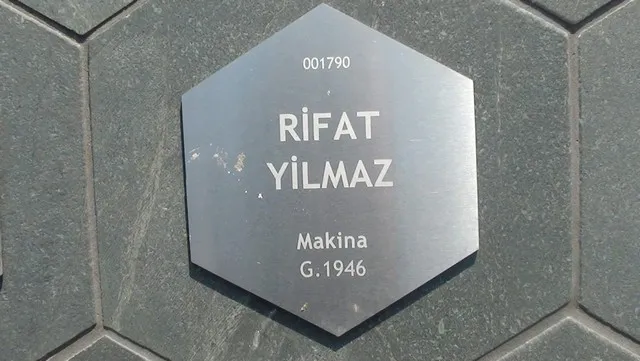 001790
RİFAT
YİLMAZ
Makina
G.1946